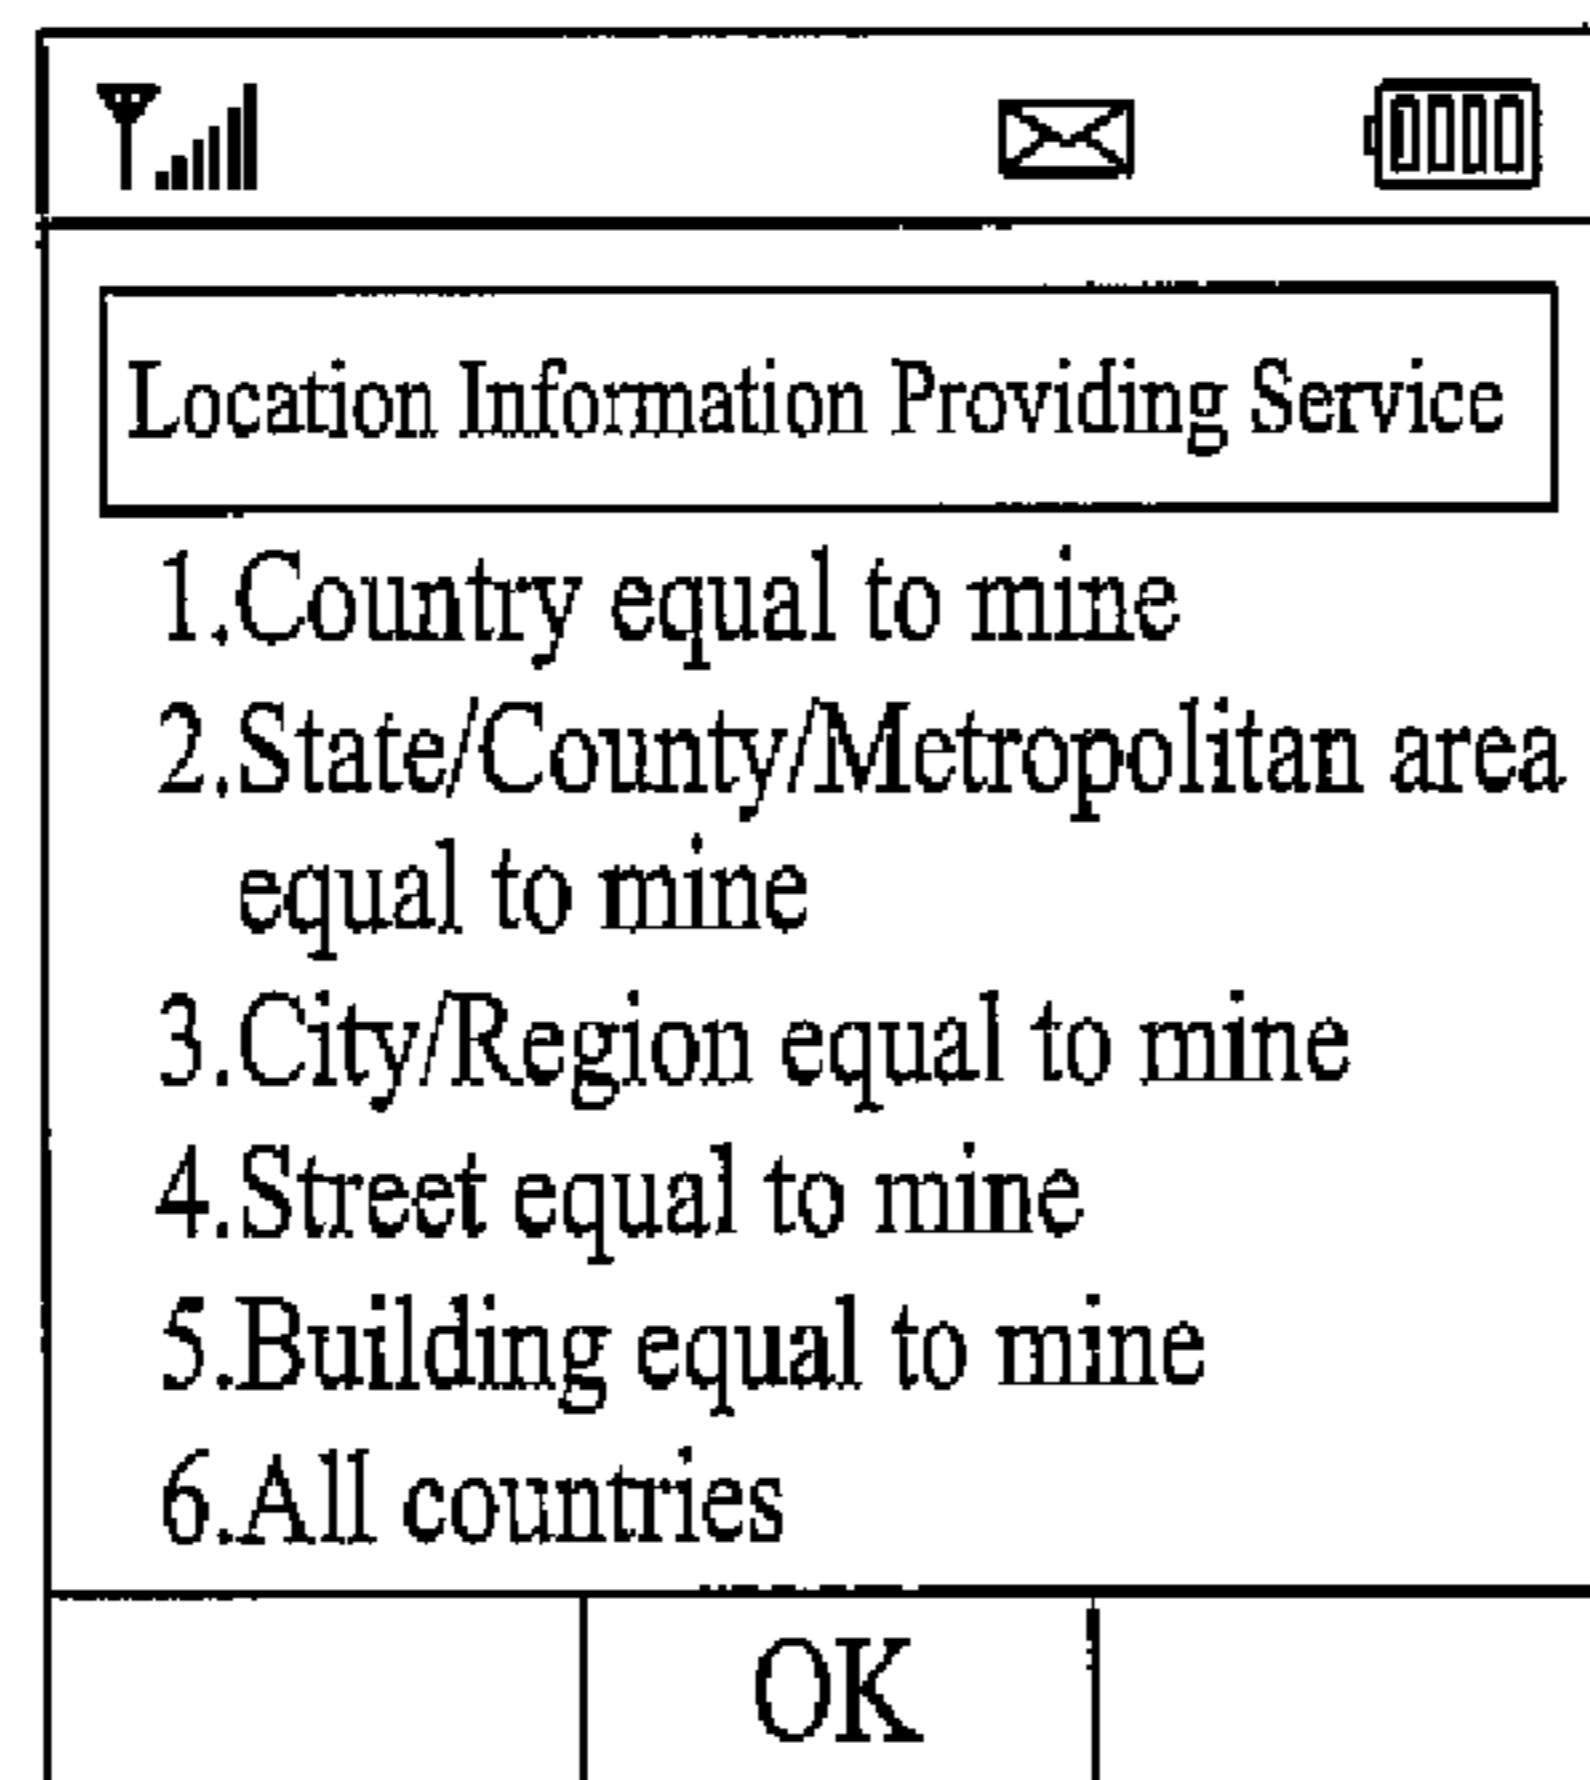 Location Information Providing Service
1.Country equal to mine
2.State/County/Metropolitan area
equal to mine
3.City/Region equal to mine
4.Street equal to mine
5.Building equal to mine
6.All countries
OK